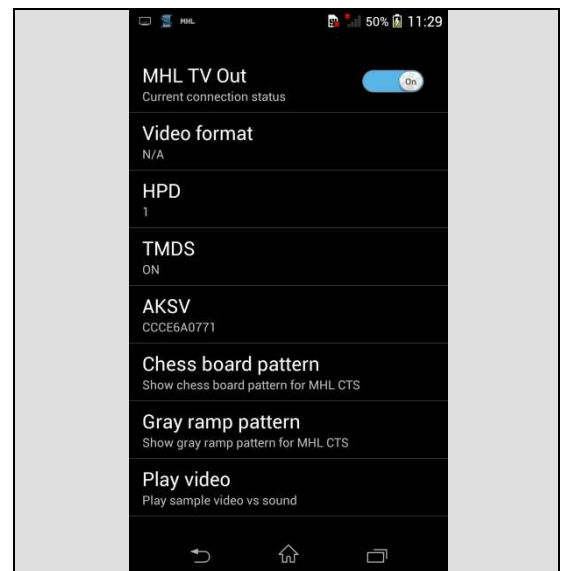 MHL 50% 11:29
MHL TV Out
On
Current connection status
Video format
N/A
HPD
1
TMDS
ON
AKSV
CCCE6A0771
Chess board pattern
Show chess board pattern for MHL CTS
Gray ramp pattern
Show gray ramp pattern for MHL CTS
Play video
Play sample video vs sound